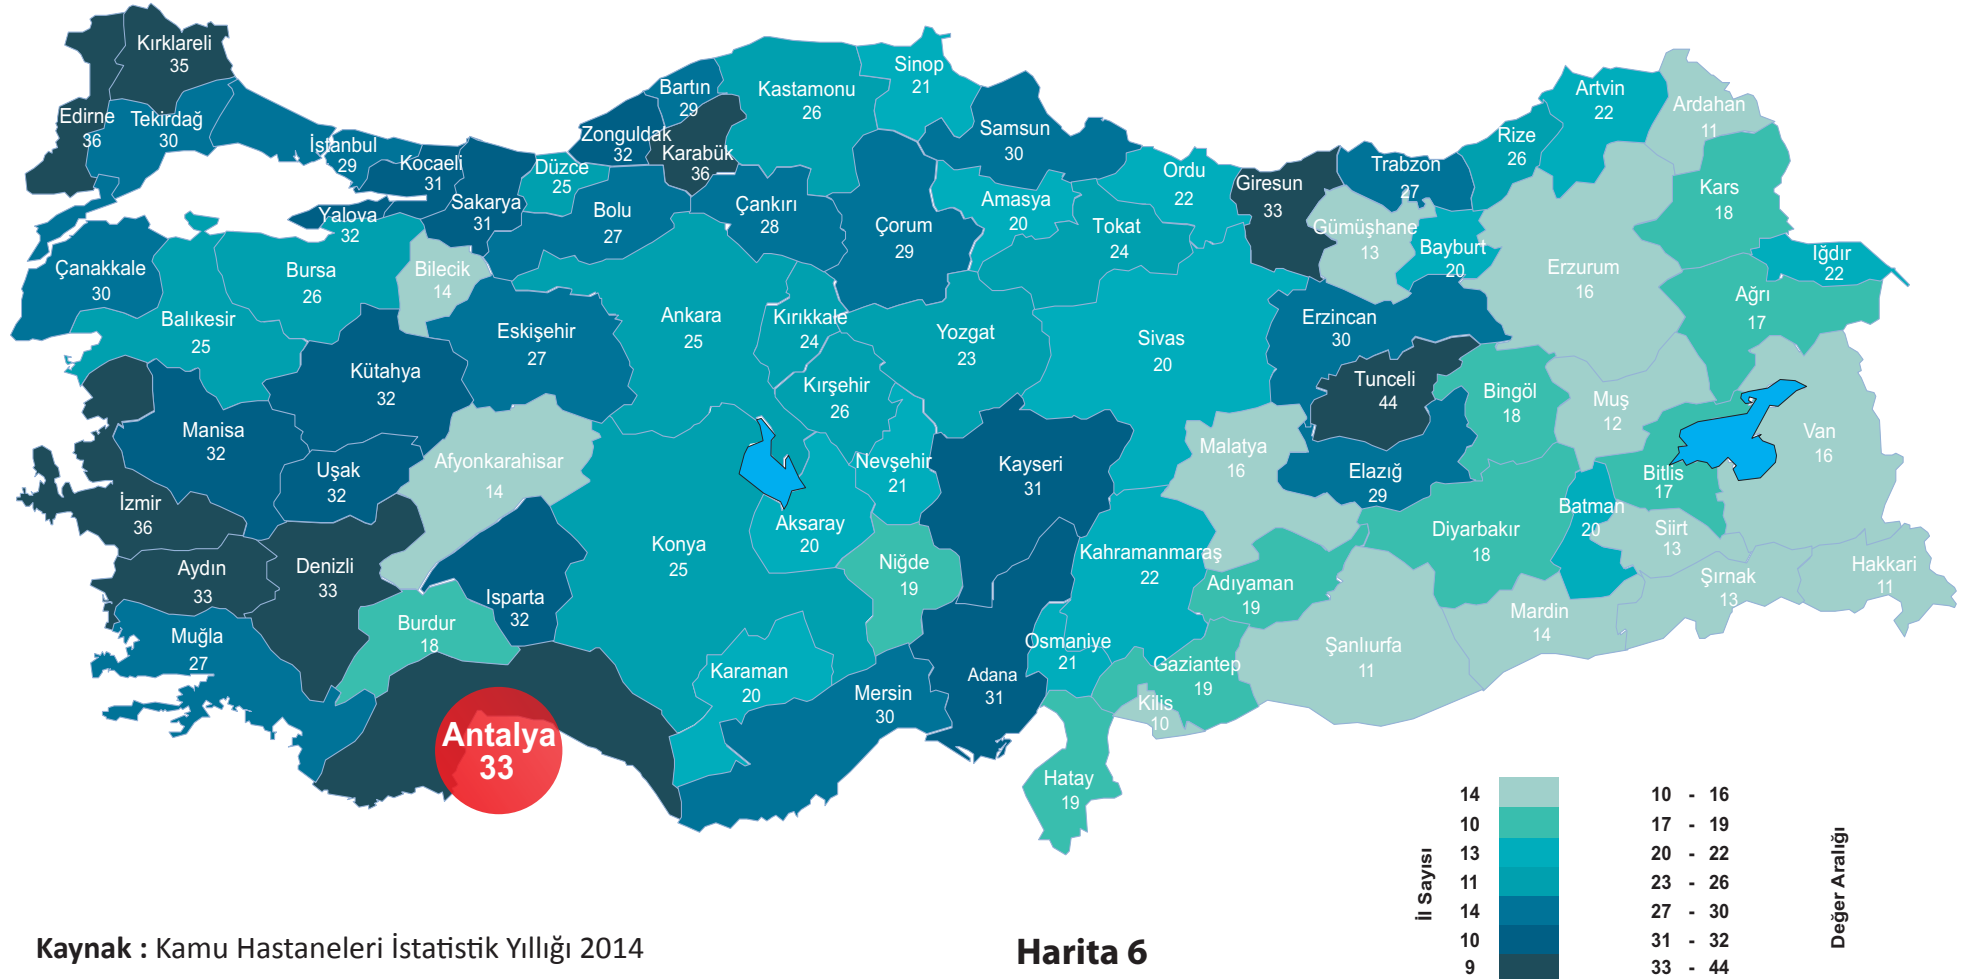 Kırklareli
35
Edirne
36
Tekirdağ
30
İstanbul
29
Kocaeli
31
Yalova
32
Sakarya
31
Düzce
25
Zonguldak
32
Bartın
29
Karabük
36
Kastamonu
26
Sinop
21
Samsun
30
Bolu
27
Çankırı
28
Çorum
29
Amasya
20
Tokat
24
Ordu
22
Giresun
33
Trabzon
27
Gümüşhane
13
Bayburt
20
Rize
26
Artvin
22
Ardahan
11
Kars
18
Iğdır
22
Ağrı
17
Erzurum
16
Erzincan
30
Çanakkale
30
Balıkesir
25
Bursa
26
Bilecik
14
Eskişehir
27
Kütahya
32
Ankara
25
Kırıkkale
24
Kırşehir
26
Yozgat
23
Sivas
20
Tunceli
44
Bingöl
18
Muş
12
Bitlis
17
Van
16
Manisa
32
Uşak
32
Afyonkarahisar
14
İzmir
36
Aydın
33
Denizli
33
Muğla
27
Burdur
18
Isparta
32
Konya
25
Aksaray
20
Nevşehir
21
Niğde
19
Kayseri
31
Malatya
16
Elazığ
29
Diyarbakır
18
Batman
20
Siirt
13
Şırnak
13
Hakkari
11
Mardin
14
Şanlıurfa
11
Adıyaman
19
Kahramanmaraş
22
Osmaniye
21
Gaziantep
19
Kilis
10
Hatay
19
Adana
31
Mersin
30
Karaman
20
Antalya
33
İl Sayısı
Değer Aralığı
14 10 - 16
10 17 - 19
13 20 - 22
11 23 - 26
14 27 - 30
10 31 - 32
9 33 - 44
Kaynak : Kamu Hastaneleri İstatistik Yıllığı 2014
Harita 6